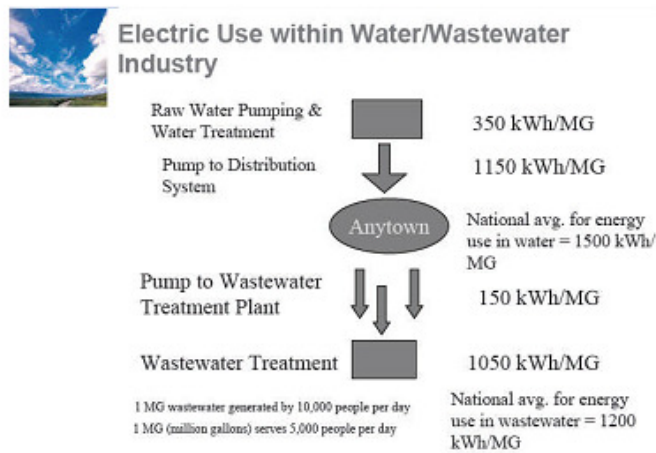 Electric Use within Water/Wastewater
Industry
Raw Water Pumping &
Water Treatment
350 kWh/MG
Pump to Distribution
System
1150 kWh/MG
Anytown
National avg. for energy
use in water = 1500 kWh/
MG
Pump to Wastewater
Treatment Plant
150 kWh/MG
Wastewater Treatment
1050 kWh/MG
1 MG wastewater generated by 10,000 people per day
1 MG (million gallons) serves 5,000 people per day
National avg. for energy
use in wastewater = 1200
kWh/MG